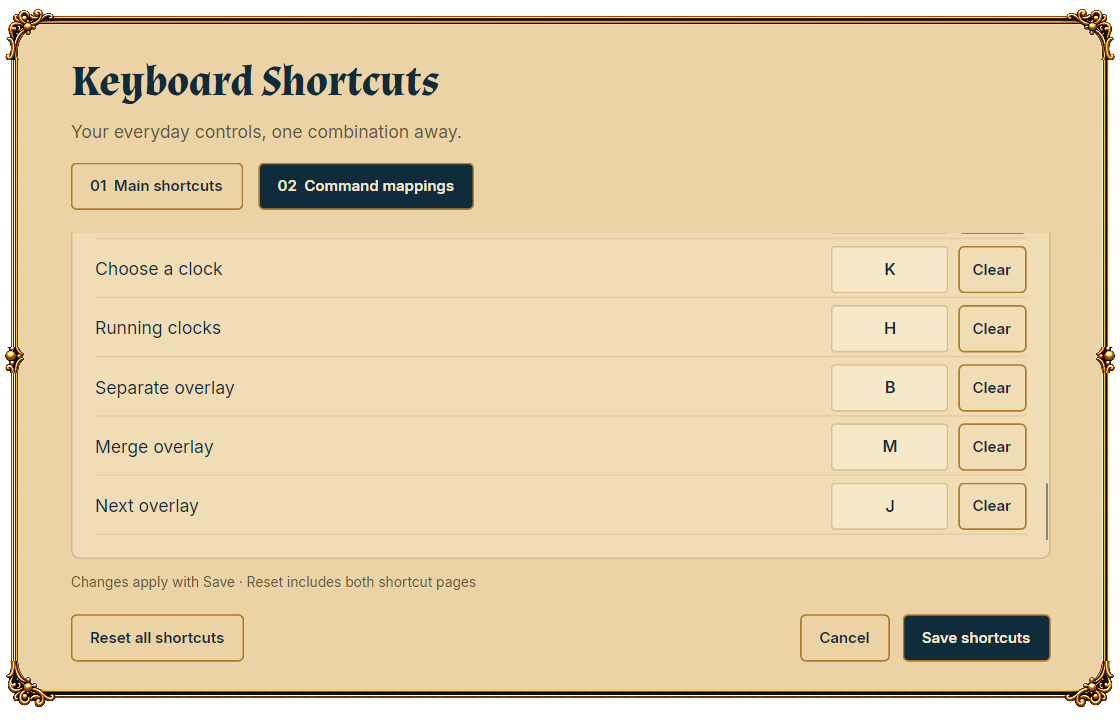 Keyboard Shortcuts
Your everyday controls, one combination away.
01 Main shortcuts 02 Command mappings
Choose a clock K Clear
Running clocks H Clear
Separate overlay B Clear
Merge overlay M Clear
Next overlay J Clear
Changes apply with Save · Reset includes both shortcut pages
Reset all shortcuts Cancel Save shortcuts